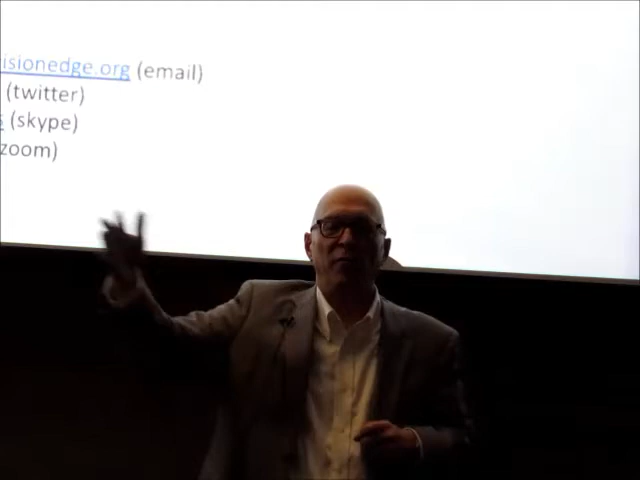 isionedge.org (email)
(twitter)
(skype)
zoom)